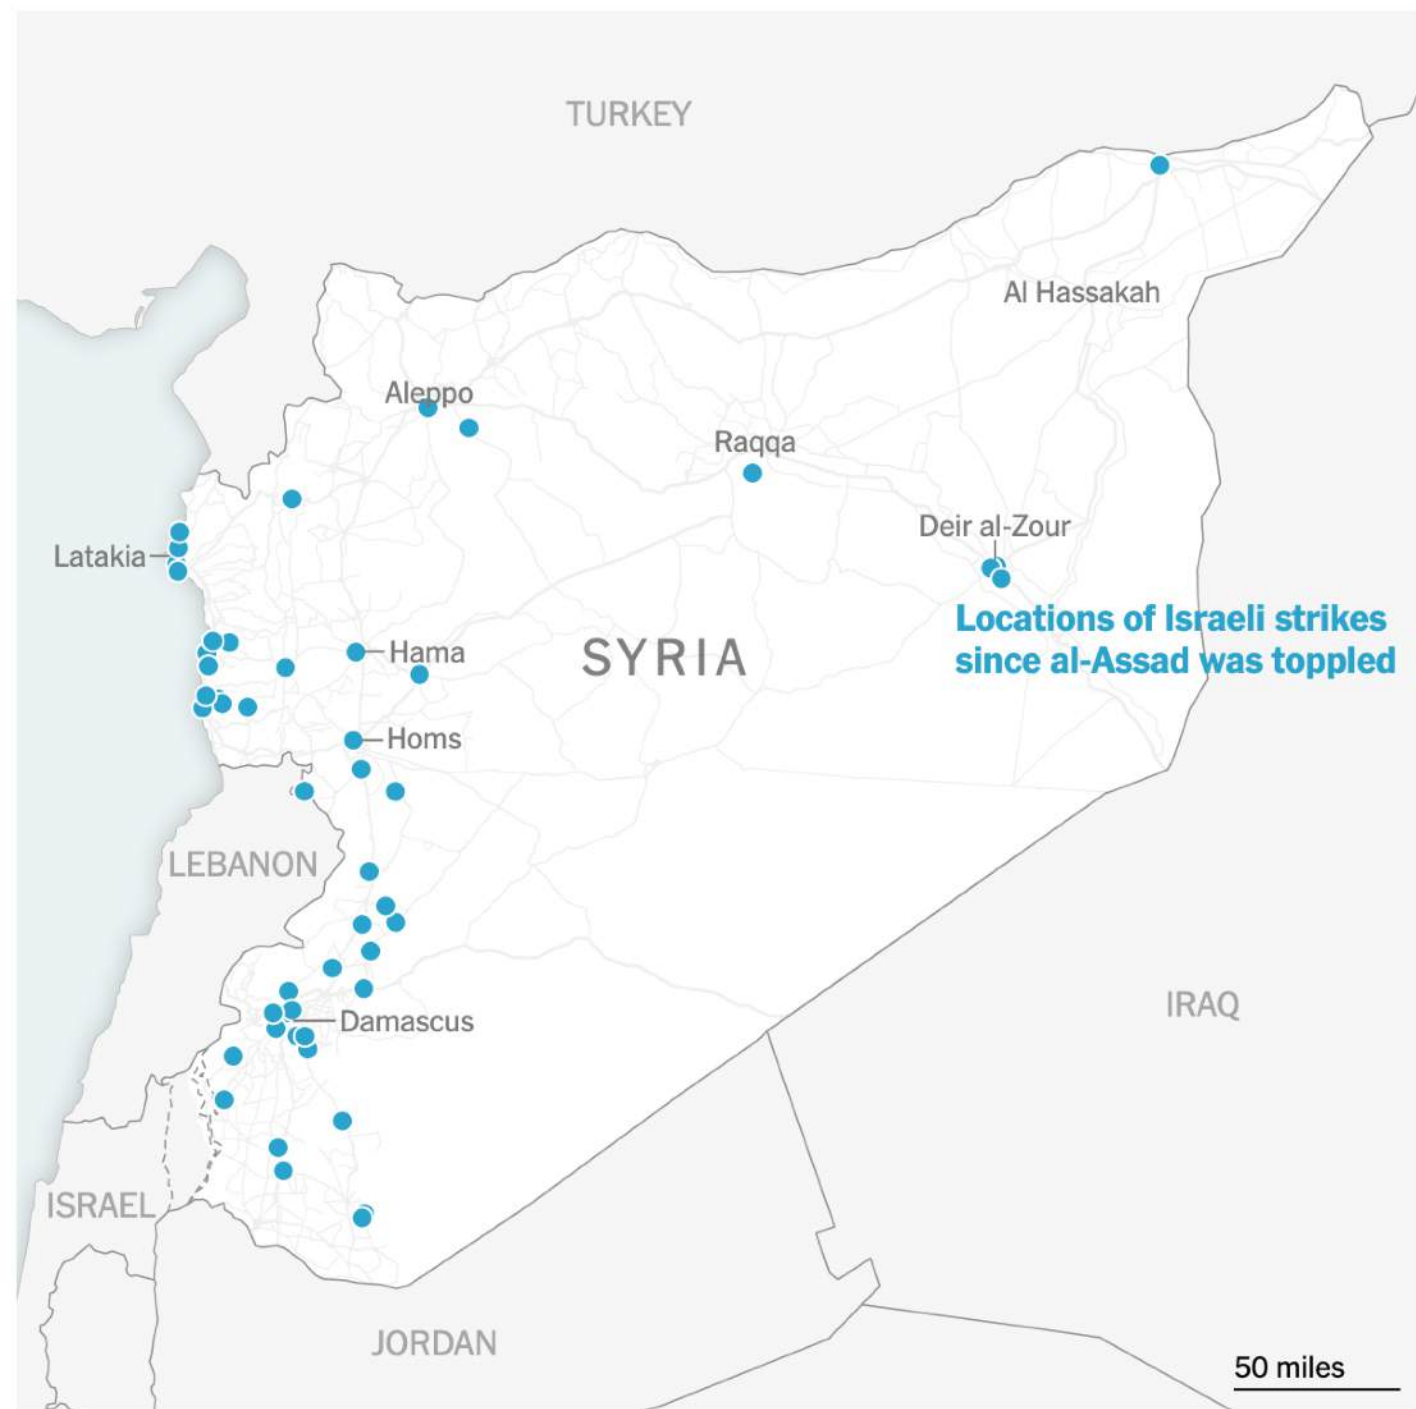 TURKEY
Al Hassakah
Aleppo
Raqqa
Deir al-Zour
Latakia
Locations of Israeli strikes
since al-Assad was toppled
Hama
SYRIA
Homs
LEBANON
IRAQ
Damascus
ISRAEL
JORDAN
50 miles